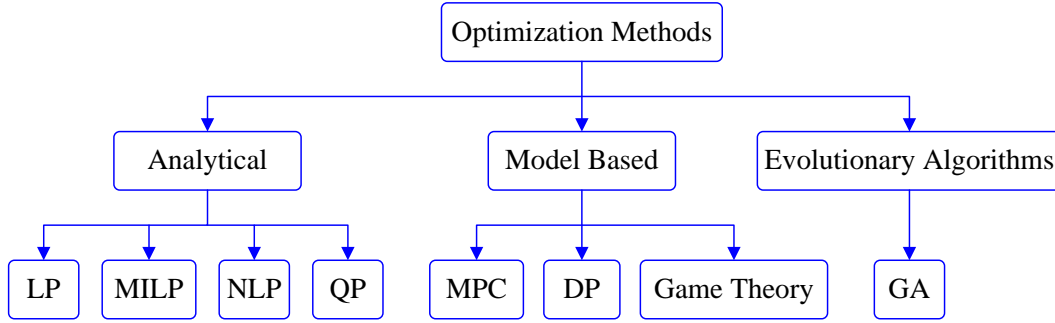 Optimization Methods
Analytical
Model Based
Evolutionary Algorithms
LP
MILP
NLP
QP
MPC
DP
Game Theory
GA